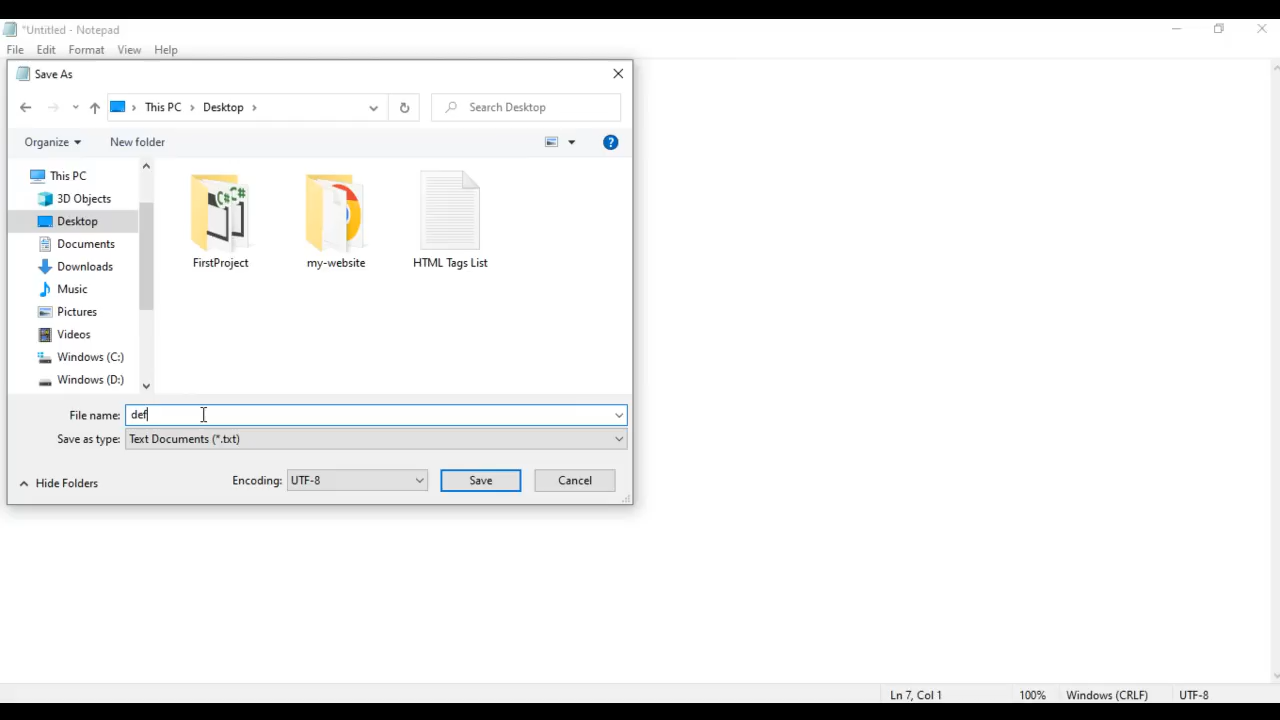 *Untitled - Notepad
File Edit Format View Help
Save As
This PC Desktop Search Desktop
Organize New folder
This PC
3D Objects
Desktop
Documents
Downloads
Music
Pictures
Videos
Windows (C:)
Windows (D:)
C# C#
FirstProject my-website HTML Tags List
File name: def
Save as type: Text Documents (*.txt)
Hide Folders Encoding: UTF-8 Save Cancel
Ln 7, Col 1 100% Windows (CRLF) UTF-8